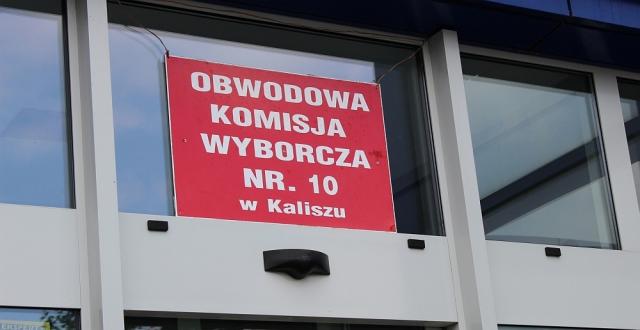 OBWODOWA
KOMISJA
WYBORCZA
NR. 10
w Kaliszu